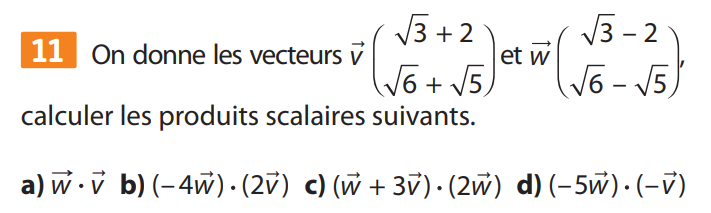 11 On donne les vecteurs v⃗ (√3 + 2 ; √6 + √5) et w⃗ (√3 – 2 ; √6 – √5),
calculer les produits scalaires suivants.
a) w⃗ · v⃗ b) (– 4w⃗) · (2v⃗) c) (w⃗ + 3v⃗) · (2w⃗) d) (–5w⃗) · (–v⃗)